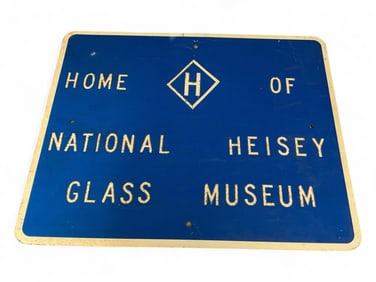 HOME H OF
NATIONAL HEISEY
GLASS MUSEUM